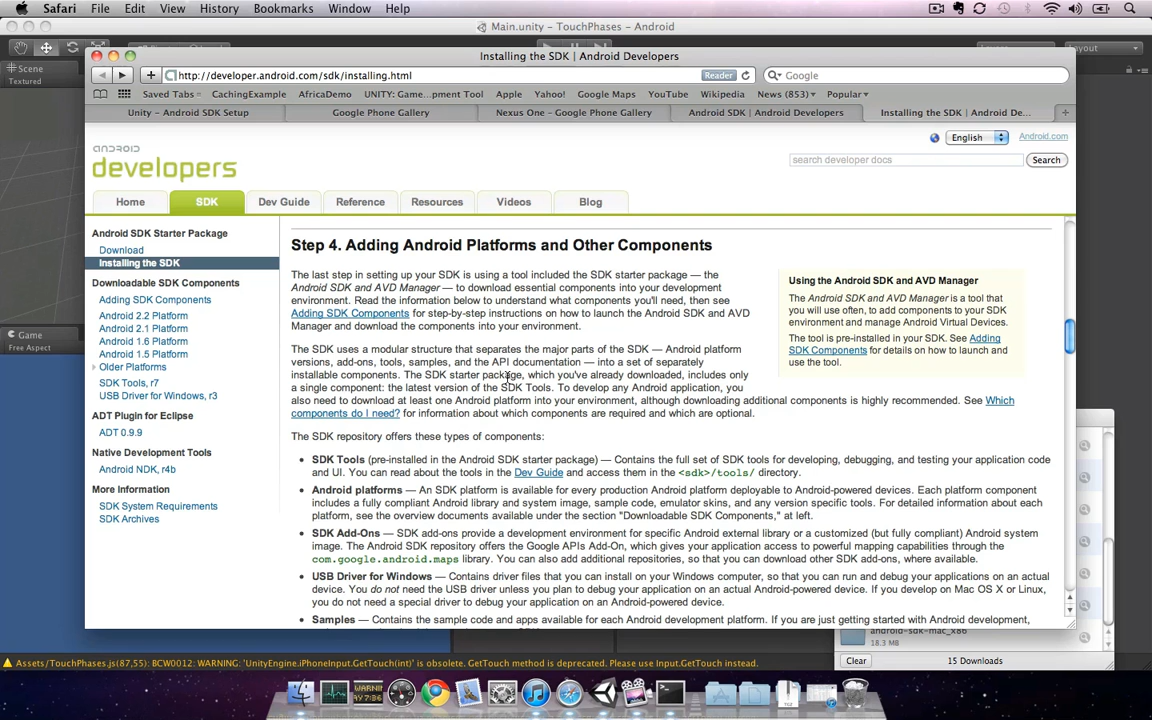 Safari File Edit View History Bookmarks Window Help
Main.unity - TouchPhases - Android
Installing the SDK | Android Developers
http://developer.android.com/sdk/installing.html Reader Google
Saved Tabs CachingExample AfricaDemo UNITY: Game...pment Tool Apple Yahoo! Google Maps YouTube Wikipedia News (853) Popular
Unity - Android SDK Setup Google Phone Gallery Nexus One - Google Phone Gallery Android SDK | Android Developers Installing the SDK | Android De...
Scene
Textured
Layout
Game
Free Aspect
English Android.com
ANDROID
developers
search developer docs Search
Home SDK Dev Guide Reference Resources Videos Blog
Android SDK Starter Package
Download
Installing the SDK
Downloadable SDK Components
Adding SDK Components
Android 2.2 Platform
Android 2.1 Platform
Android 1.6 Platform
Android 1.5 Platform
Older Platforms
SDK Tools, r7
USB Driver for Windows, r3
ADT Plugin for Eclipse
ADT 0.9.9
Native Development Tools
Android NDK, r4b
More Information
SDK System Requirements
SDK Archives
Step 4. Adding Android Platforms and Other Components
The last step in setting up your SDK is using a tool included the SDK starter package — the
Android SDK and AVD Manager — to download essential components into your development
environment. Read the information below to understand what components you'll need, then see
Adding SDK Components for step-by-step instructions on how to launch the Android SDK and AVD
Manager and download the components into your environment.
Using the Android SDK and AVD Manager
The Android SDK and AVD Manager is a tool that
you will use often, to add components to your SDK
environment and manage Android Virtual Devices.
The tool is pre-installed in your SDK. See Adding
SDK Components for details on how to launch and
use the tool.
The SDK uses a modular structure that separates the major parts of the SDK — Android platform
versions, add-ons, tools, samples, and the API documentation — into a set of separately
installable components. The SDK starter package, which you've already downloaded, includes only
a single component: the latest version of the SDK Tools. To develop any Android application, you
also need to download at least one Android platform into your environment, although downloading additional components is highly recommended. See Which
components do I need? for information about which components are required and which are optional.
The SDK repository offers these types of components:
• SDK Tools (pre-installed in the Android SDK starter package) — Contains the full set of SDK tools for developing, debugging, and testing your application code
and UI. You can read about the tools in the Dev Guide and access them in the <sdk>/tools/ directory.
• Android platforms — An SDK platform is available for every production Android platform deployable to Android-powered devices. Each platform component
includes a fully compliant Android library and system image, sample code, emulator skins, and any version specific tools. For detailed information about each
platform, see the overview documents available under the section "Downloadable SDK Components," at left.
• SDK Add-Ons — SDK add-ons provide a development environment for specific Android external library or a customized (but fully compliant) Android system
image. The Android SDK repository offers the Google APIs Add-On, which gives your application access to powerful mapping capabilities through the
com.google.android.maps library. You can also add additional repositories, so that you can download other SDK add-ons, where available.
• USB Driver for Windows — Contains driver files that you can install on your Windows computer, so that you can run and debug your applications on an actual
device. You do not need the USB driver unless you plan to debug your application on an actual Android-powered device. If you develop on Mac OS X or Linux,
you do not need a special driver to debug your application on an Android-powered device.
• Samples — Contains the sample code and apps available for each Android development platform. If you are just getting started with Android development,
android-sdk-mac_x86
18.3 MB
Clear 15 Downloads
Assets/TouchPhases.js(87,55): BCW0012: WARNING: 'UnityEngine.iPhoneInput.GetTouch(int)' is obsolete. GetTouch method is deprecated. Please use Input.GetTouch instead.
WARNIN
AY 7:36